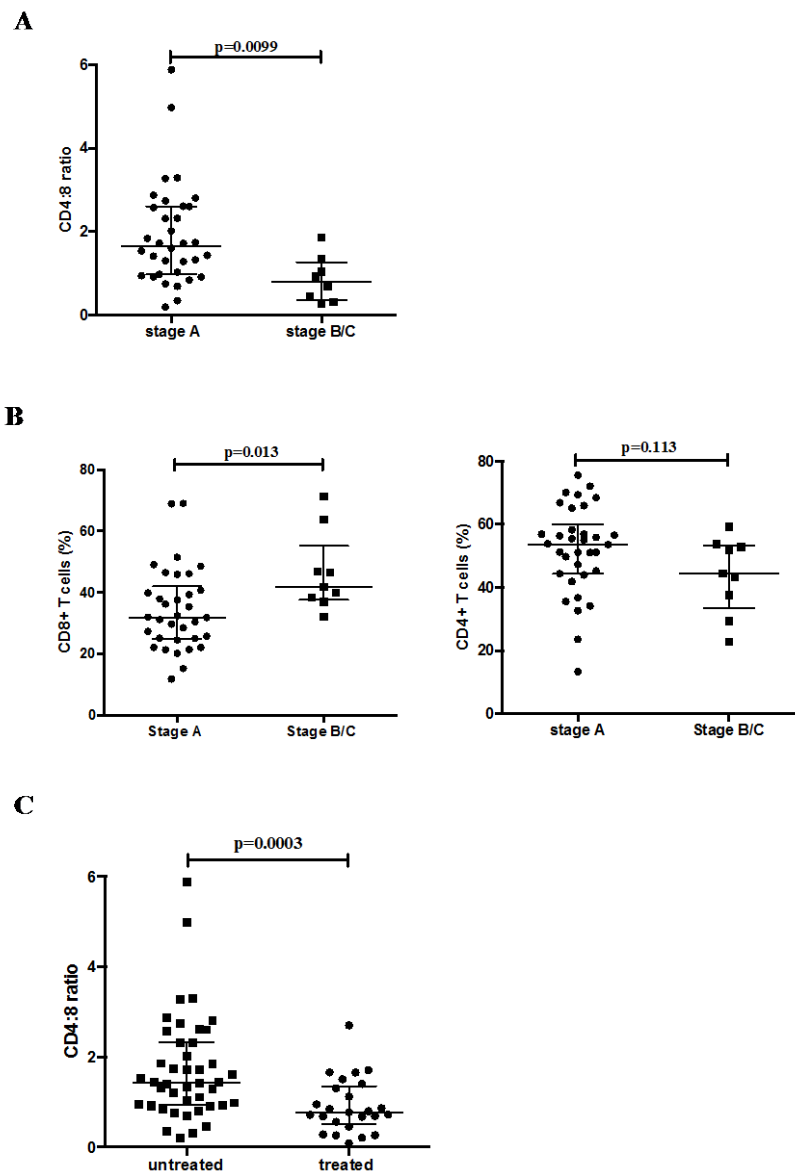 A
p=0.0099
6
4
2
0
CD4:8 ratio
stage A stage B/C
B
p=0.013
80
60
40
20
0
CD8+ T cells (%)
Stage A Stage B/C
p=0.113
80
60
40
20
0
CD4+ T cells (%)
stage A Stage B/C
C
p=0.0003
6
4
2
0
CD4:8 ratio
untreated treated